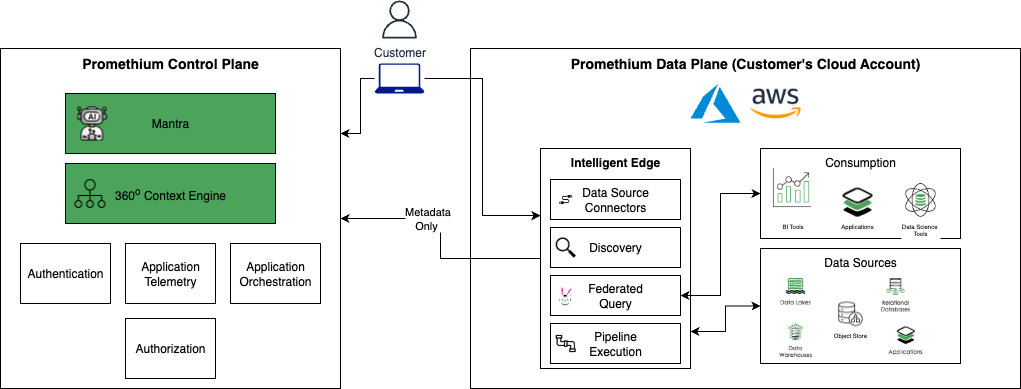 Customer
Promethium Control Plane
AI
Mantra
360⁰ Context Engine
Authentication
Application
Telemetry
Application
Orchestration
Authorization
Metadata
Only
Promethium Data Plane (Customer's Cloud Account)
aws
Intelligent Edge
Data Source
Connectors
Discovery
Federated
Query
Pipeline
Execution
Consumption
BI Tools
Applications
Data Science
Tools
Data Sources
Data Lakes
Relational
Databases
Object Store
Data
Warehouses
Applications